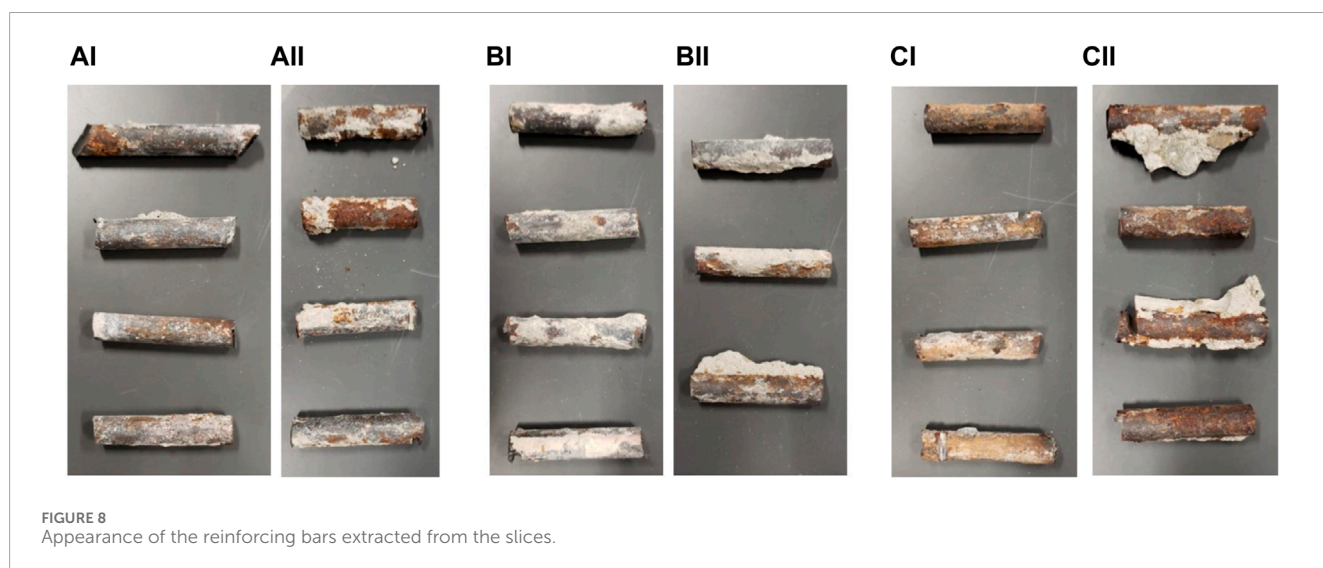 AI AII BI BII CI CII
FIGURE 8
Appearance of the reinforcing bars extracted from the slices.